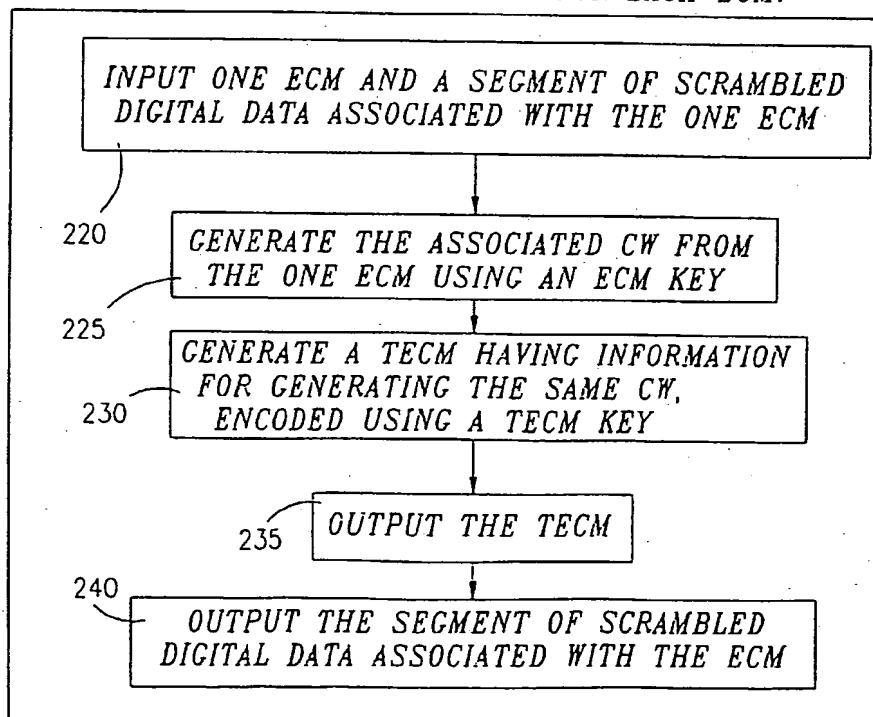 EACH ECM:
INPUT ONE ECM AND A SEGMENT OF SCRAMBLED
DIGITAL DATA ASSOCIATED WITH THE ONE ECM
220
GENERATE THE ASSOCIATED CW FROM
THE ONE ECM USING AN ECM KEY
225
GENERATE A TECM HAVING INFORMATION
FOR GENERATING THE SAME CW,
ENCODED USING A TECM KEY
230
OUTPUT THE TECM
235
240
OUTPUT THE SEGMENT OF SCRAMBLED
DIGITAL DATA ASSOCIATED WITH THE ECM